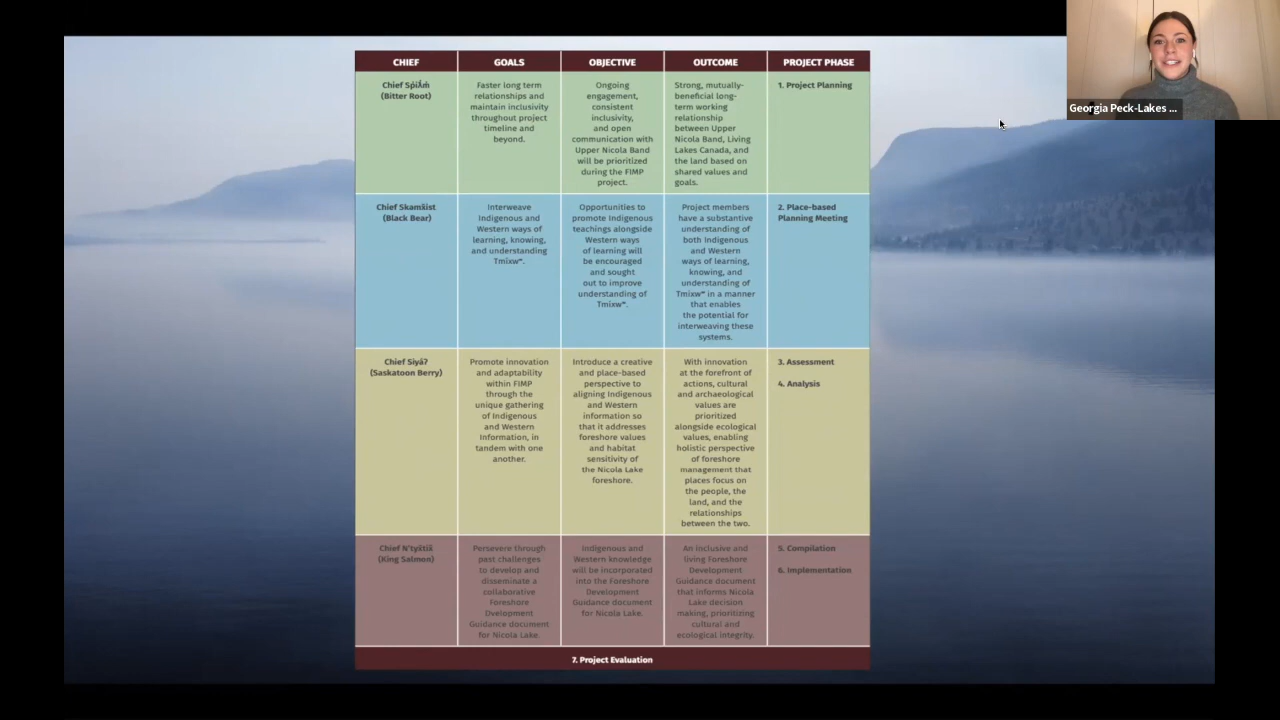 Georgia Peck-Lakes ...
CHIEF
GOALS
OBJECTIVE
OUTCOME
PROJECT PHASE
Chief
(Bitter Root)
Faster long term
relationships and
maintain inclusivity
throughout project
timeline and
beyond.
Ongoing
engagement,
consistent
inclusivity,
and open
communication with
Upper Nicola Band
will be prioritized
during the FIMP
project.
Strong, mutually-
beneficial long-
term working
relationship
between Upper
Nicola Band, Living
Lakes Canada, and
the land based on
shared values and
goals.
1. Project Planning
Chief
(Black Bear)
Interweave
Indigenous and
Western ways of
learning, knowing,
and understanding
Tmixʷ.
Opportunities to
promote Indigenous
teachings alongside
Western ways
of learning will
be encouraged
and sought
out to improve
understanding of
Tmixʷ.
Project members
have a substantive
understanding of
both Indigenous
and Western
ways of learning,
knowing, and
understanding of
Tmixʷ in a manner
that enables
the potential for
interweaving these
systems.
2. Place-based
Planning Meeting
Chief Siyáʔ
(Saskatoon Berry)
Promote innovation
and adaptability
within FIMP
through the
unique gathering
of Indigenous
and Western
Information, in
tandem with one
another.
Introduce a creative
and place-based
perspective to
aligning Indigenous
and Western
information so
that it addresses
foreshore values
and habitat
sensitivity of
the Nicola Lake
foreshore.
With innovation
at the forefront of
actions, cultural
and archaeological
values are
prioritized
alongside ecological
values, enabling
holistic perspective
of foreshore
management that
places focus on
the people, the
land, and the
relationships
between the two.
3. Assessment
4. Analysis
Chief
(King Salmon)
Persevere through
past challenges
to develop and
disseminate a
collaborative
Foreshore
Dvelopment
Guidance document
for Nicola Lake.
Indigenous and
Western knowledge
will be incorporated
into the Foreshore
Development
Guidance document
for Nicola Lake.
An inclusive and
living Foreshore
Development
Guidance document
that informs Nicola
Lake decision
making, prioritizing
cultural and
ecological integrity.
5. Compilation
6. Implementation
7. Project Evaluation